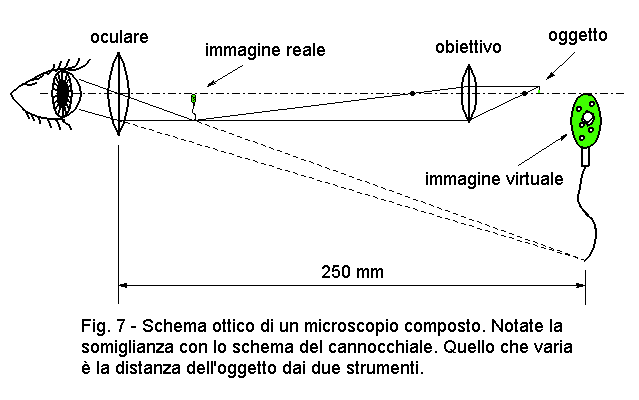 oculare
immagine reale
obiettivo
oggetto
immagine virtuale
250 mm
Fig. 7 - Schema ottico di un microscopio composto. Notate la
somiglianza con lo schema del cannocchiale. Quello che varia
è la distanza dell'oggetto dai due strumenti.